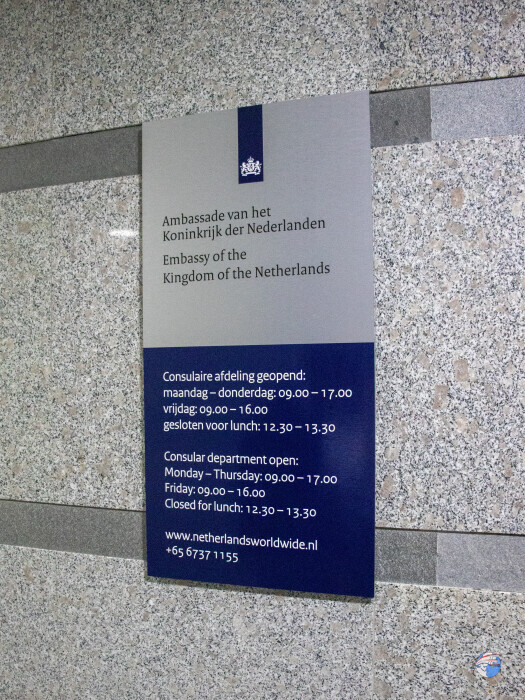 Ambassade van het
Koninkrijk der Nederlanden
Embassy of the
Kingdom of the Netherlands
Consulaire afdeling geopend:
maandag – donderdag: 09.00 – 17.00
vrijdag: 09.00 – 16.00
gesloten voor lunch: 12.30 – 13.30
Consular department open:
Monday – Thursday: 09.00 – 17.00
Friday: 09.00 – 16.00
Closed for lunch: 12.30 – 13.30
www.netherlandsworldwide.nl
+65 6737 1155